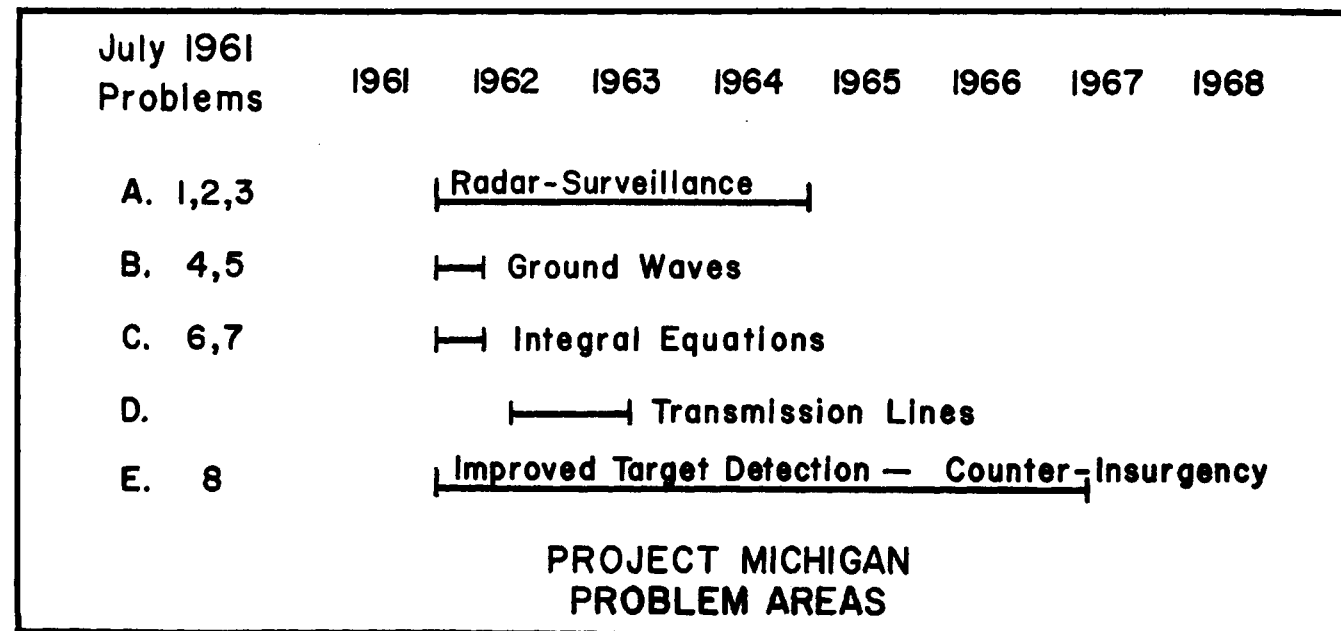 July 1961
Problems 1961 1962 1963 1964 1965 1966 1967 1968
A. 1,2,3 Radar-Surveillance
B. 4,5 Ground Waves
C. 6,7 Integral Equations
D. Transmission Lines
E. 8 Improved Target Detection — Counter-Insurgency
PROJECT MICHIGAN
PROBLEM AREAS